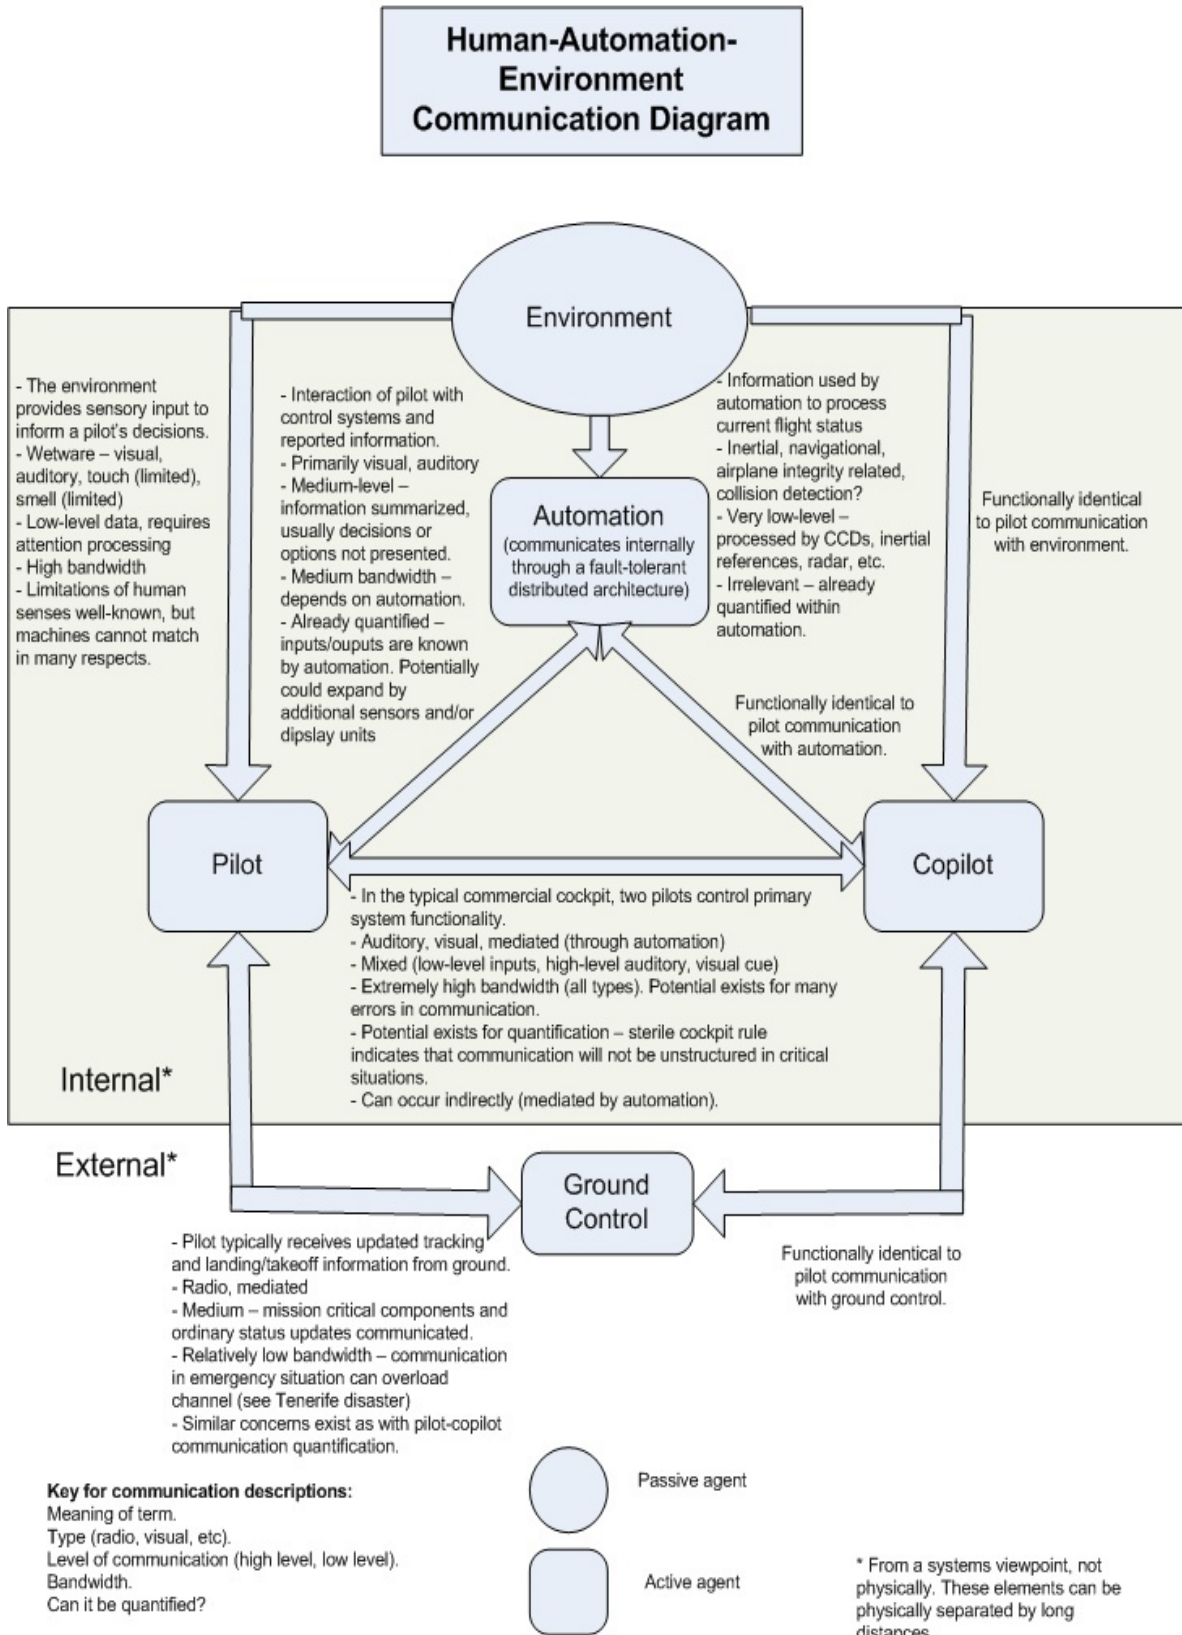 Human-Automation-
Environment
Communication Diagram
Environment
- The environment
provides sensory input to
inform a pilot's decisions.
- Wetware – visual,
auditory, touch (limited),
smell (limited)
- Low-level data, requires
attention processing
- High bandwidth
- Limitations of human
senses well-known, but
machines cannot match
in many respects.
- Interaction of pilot with
control systems and
reported information.
- Primarily visual, auditory
- Medium-level –
information summarized,
usually decisions or
options not presented.
- Medium bandwidth –
depends on automation.
- Already quantified –
inputs/ouputs are known
by automation. Potentially
could expand by
additional sensors and/or
dipslay units
Automation
(communicates internally
through a fault-tolerant
distributed architecture)
- Information used by
automation to process
current flight status
- Inertial, navigational,
airplane integrity related,
collision detection?
- Very low-level –
processed by CCDs, inertial
references, radar, etc.
- Irrelevant – already
quantified within
automation.
Functionally identical
to pilot communication
with environment.
Functionally identical to
pilot communication
with automation.
Pilot
Copilot
- In the typical commercial cockpit, two pilots control primary
system functionality.
- Auditory, visual, mediated (through automation)
- Mixed (low-level inputs, high-level auditory, visual cue)
- Extremely high bandwidth (all types). Potential exists for many
errors in communication.
- Potential exists for quantification – sterile cockpit rule
indicates that communication will not be unstructured in critical
situations.
- Can occur indirectly (mediated by automation).
Internal*
External*
Ground
Control
- Pilot typically receives updated tracking
and landing/takeoff information from ground.
- Radio, mediated
- Medium – mission critical components and
ordinary status updates communicated.
- Relatively low bandwidth – communication
in emergency situation can overload
channel (see Tenerife disaster)
- Similar concerns exist as with pilot-copilot
communication quantification.
Functionally identical to
pilot communication
with ground control.
Key for communication descriptions:
Meaning of term.
Type (radio, visual, etc).
Level of communication (high level, low level).
Bandwidth.
Can it be quantified?
Passive agent
Active agent
* From a systems viewpoint, not
physically. These elements can be
physically separated by long
distances